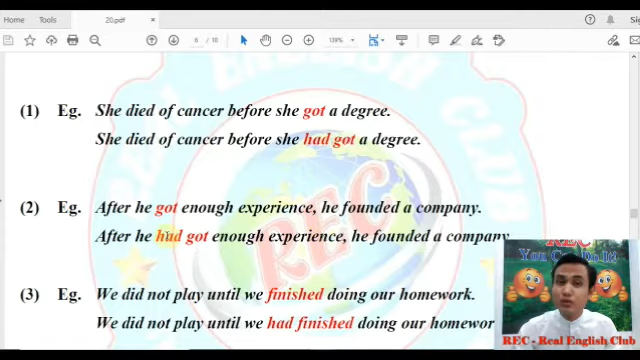 Home Tools 20.pdf ×
6 / 10 139%
(1) Eg. She died of cancer before she got a degree.
She died of cancer before she had got a degree.
(2) Eg. After he got enough experience, he founded a company.
After he had got enough experience, he founded a company
(3) Eg. We did not play until we finished doing our homework.
We did not play until we had finished doing our homewor
REC
REC
You Can Do It!
REC - Real English Club